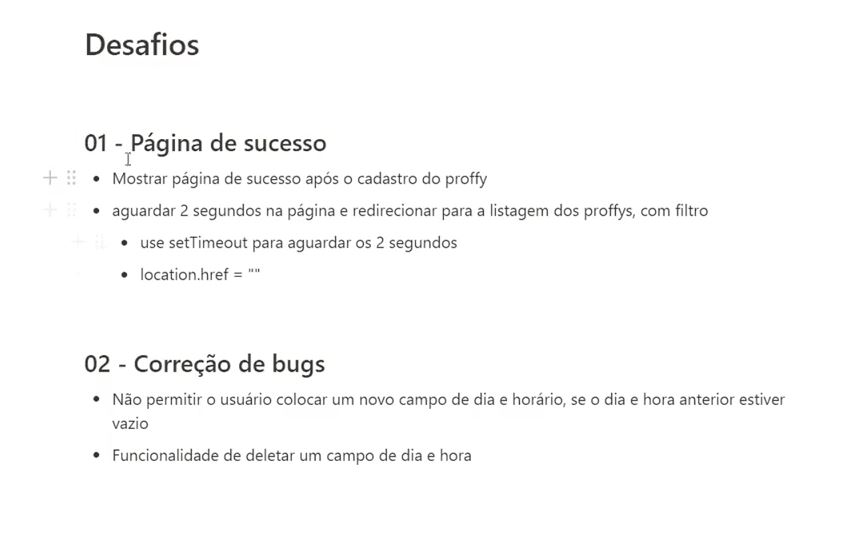 Desafios
01 - Página de sucesso
Mostrar página de sucesso após o cadastro do proffy
aguardar 2 segundos na página e redirecionar para a listagem dos proffys, com filtro
use setTimeout para aguardar os 2 segundos
location.href = ""
02 - Correção de bugs
Não permitir o usuário colocar um novo campo de dia e horário, se o dia e hora anterior estiver
vazio
Funcionalidade de deletar um campo de dia e hora